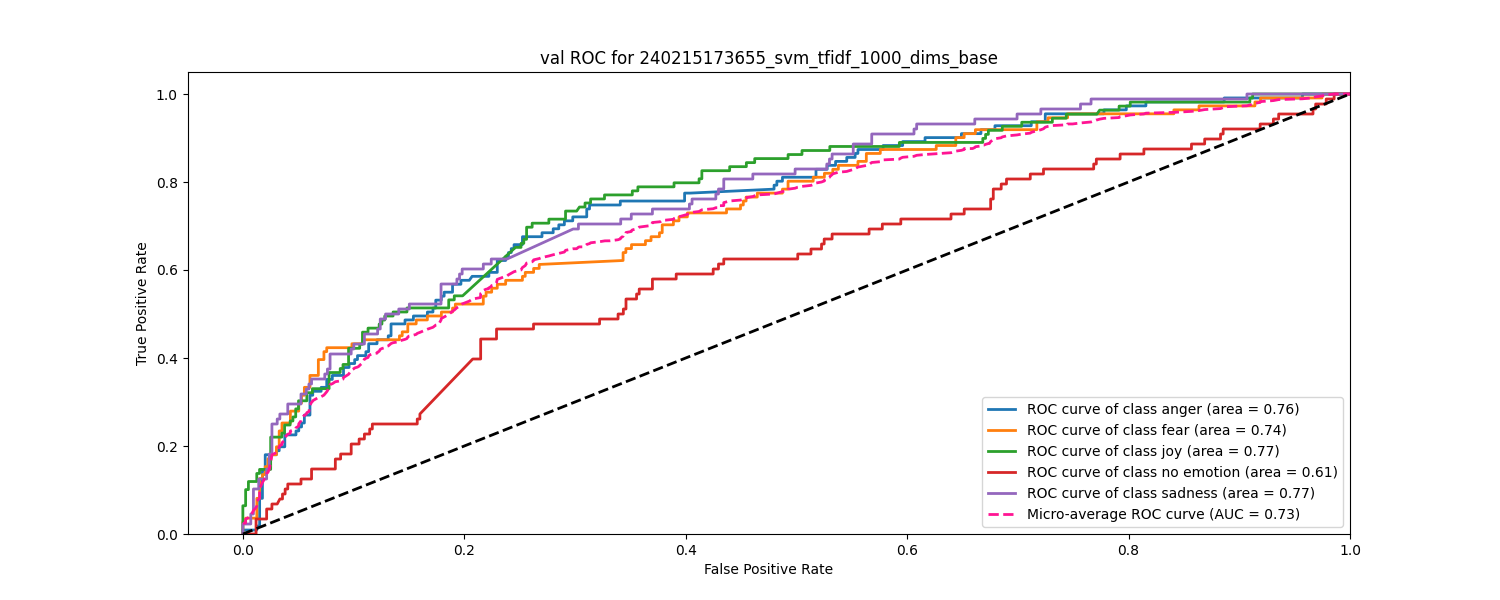 val ROC for 240215173655_svm_tfidf_1000_dims_base
True Positive Rate
1.0
0.8
0.6
0.4
0.2
0.0
ROC curve of class anger (area = 0.76)
ROC curve of class fear (area = 0.74)
ROC curve of class joy (area = 0.77)
ROC curve of class no emotion (area = 0.61)
ROC curve of class sadness (area = 0.77)
Micro-average ROC curve (AUC = 0.73)
0.0 0.2 0.4 0.6 0.8 1.0
False Positive Rate